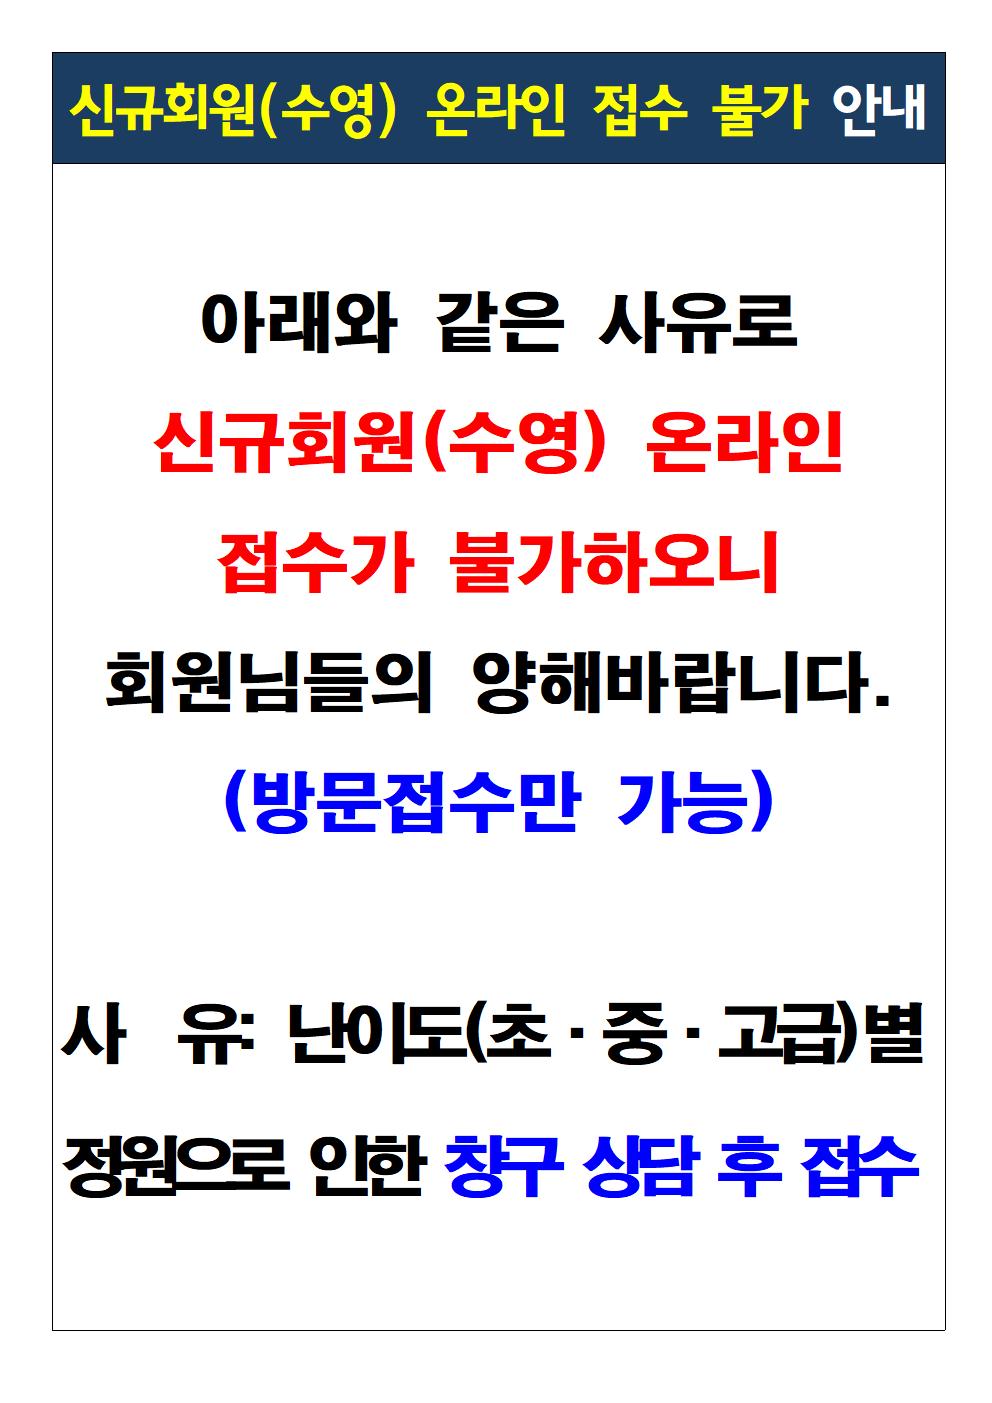 신규회원(수영) 온라인 접수 불가 안내
아래와 같은 사유로
신규회원(수영) 온라인
접수가 불가하오니
회원님들의 양해바랍니다.
(방문접수만 가능)
사 유: 난이도(초·중·고급)별
정원으로 인한 창구 상담 후 접수